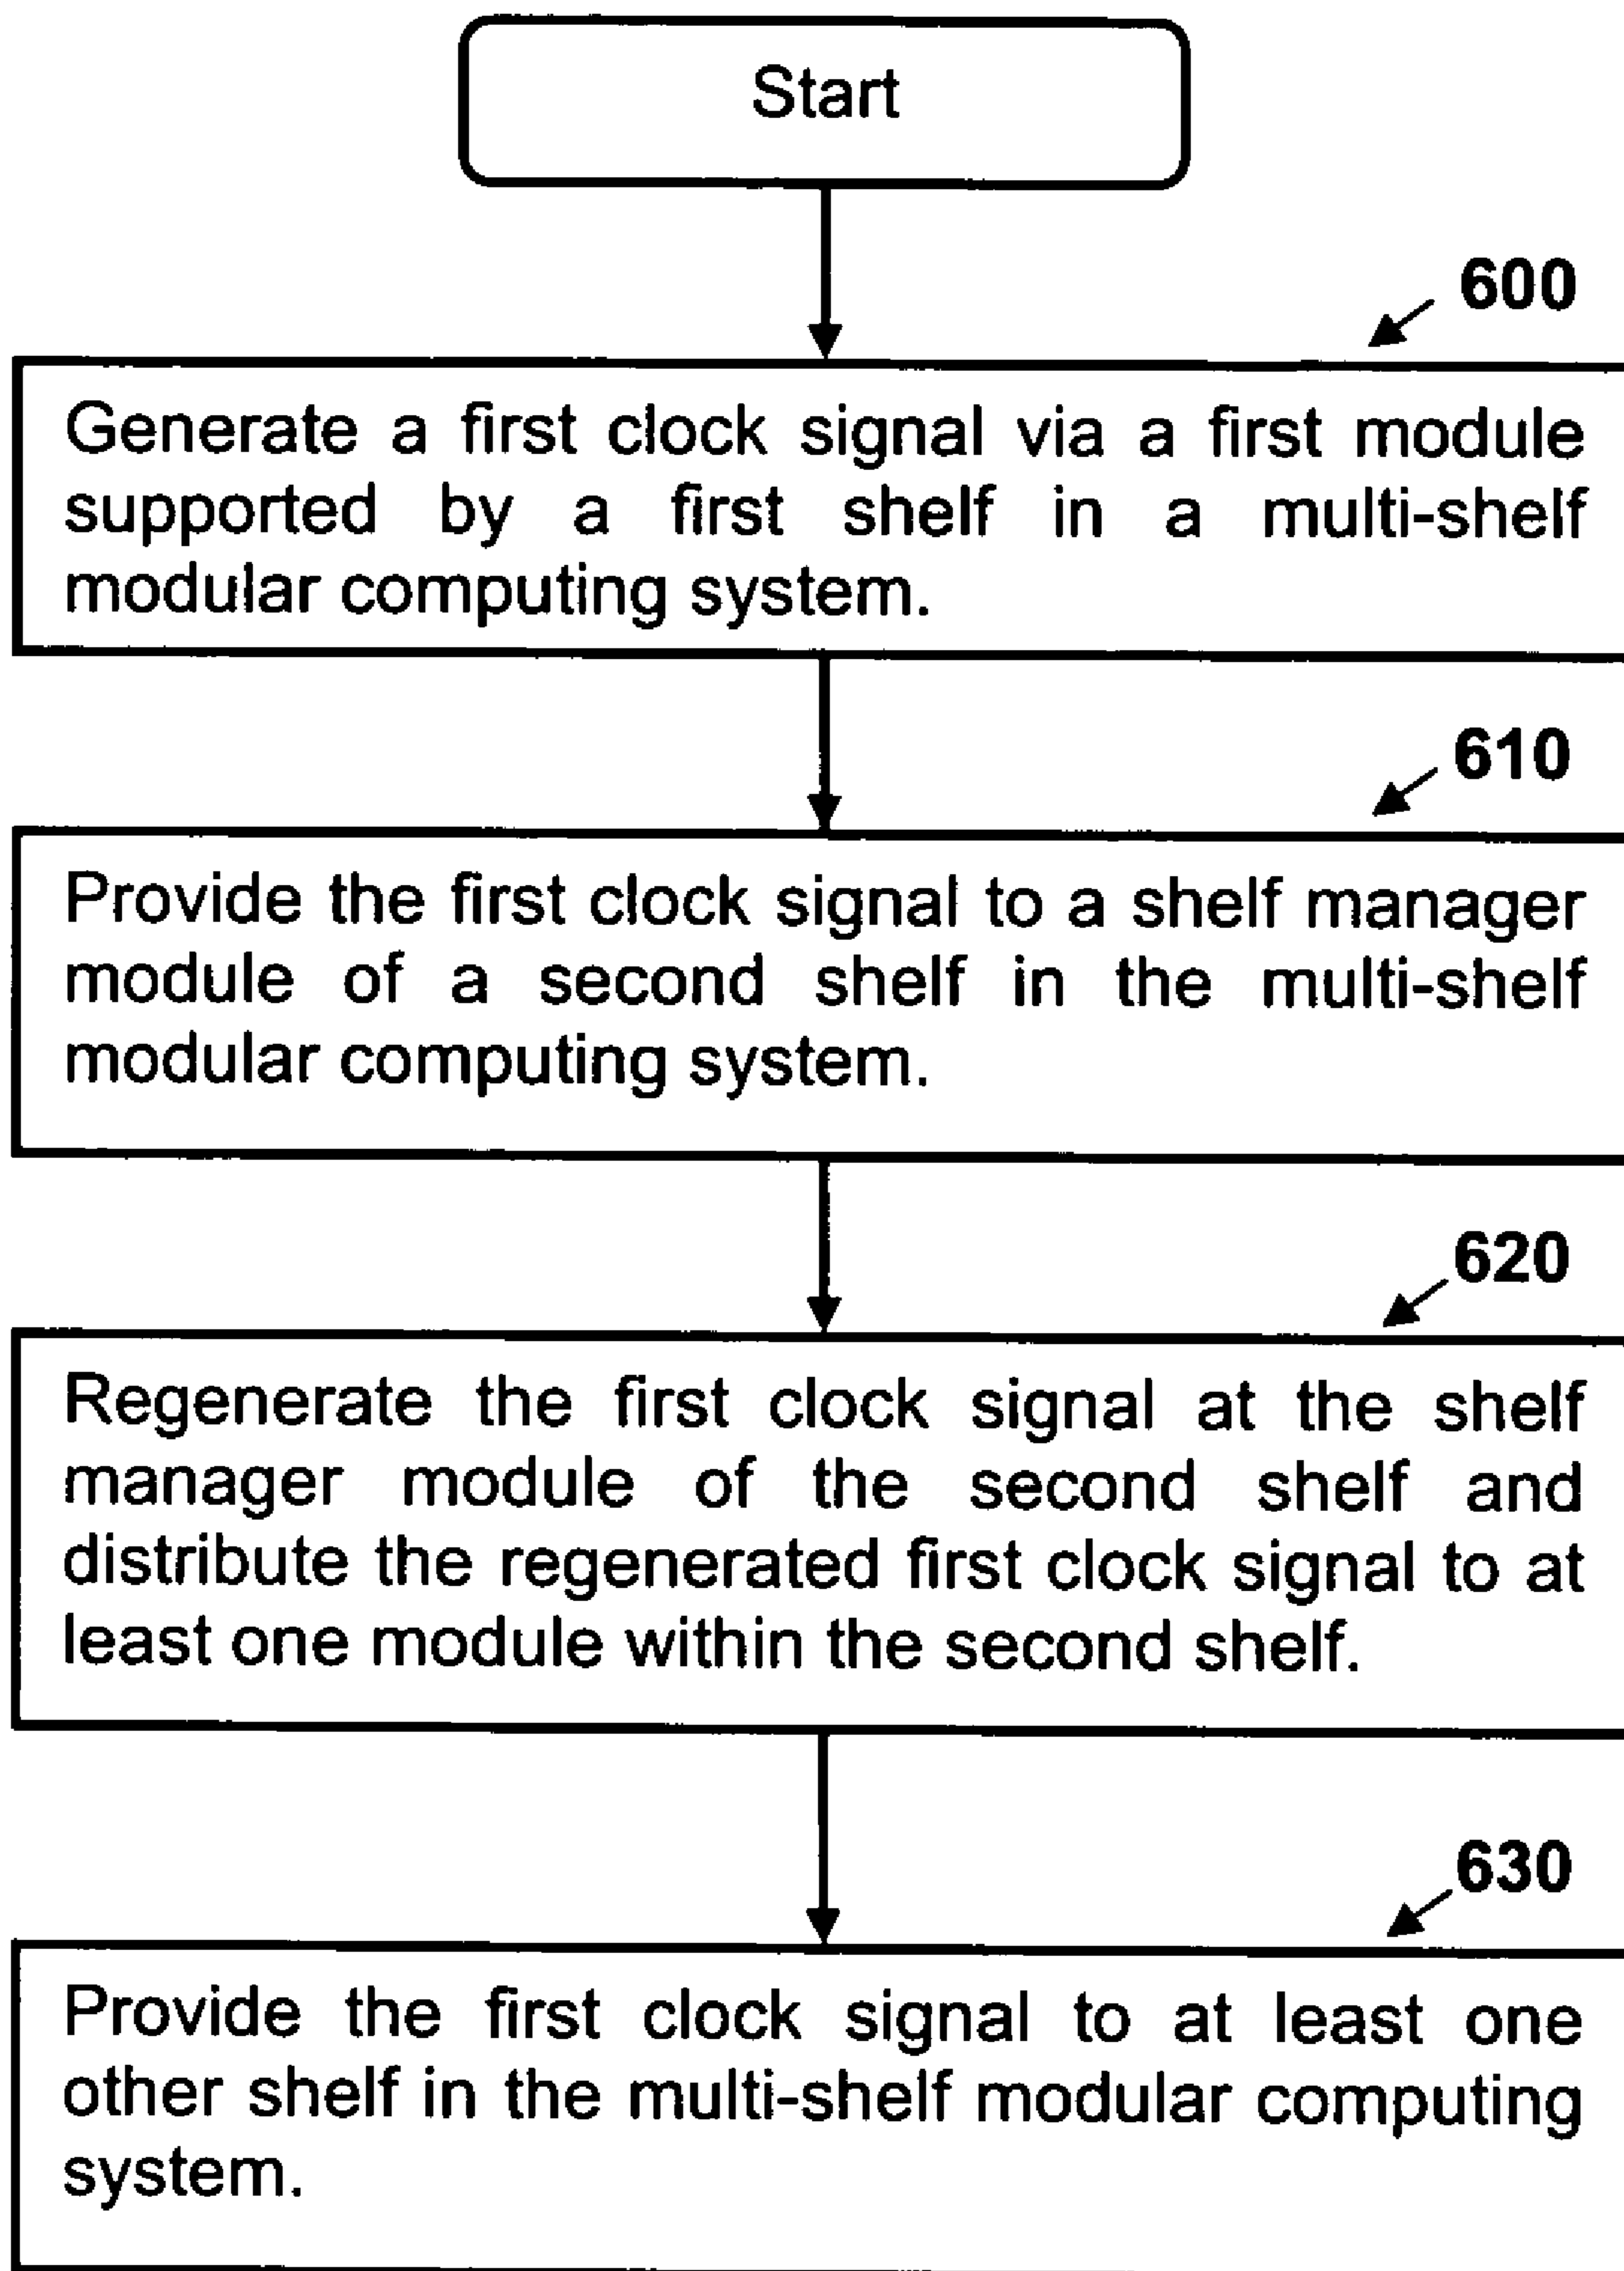 Start
600
Generate a first clock signal via a first module
supported by a first shelf in a multi-shelf
modular computing system.
610
Provide the first clock signal to a shelf manager
module of a second shelf in the multi-shelf
modular computing system.
620
Regenerate the first clock signal at the shelf
manager module of the second shelf and
distribute the regenerated first clock signal to at
least one module within the second shelf.
630
Provide the first clock signal to at least one
other shelf in the multi-shelf modular computing
system.